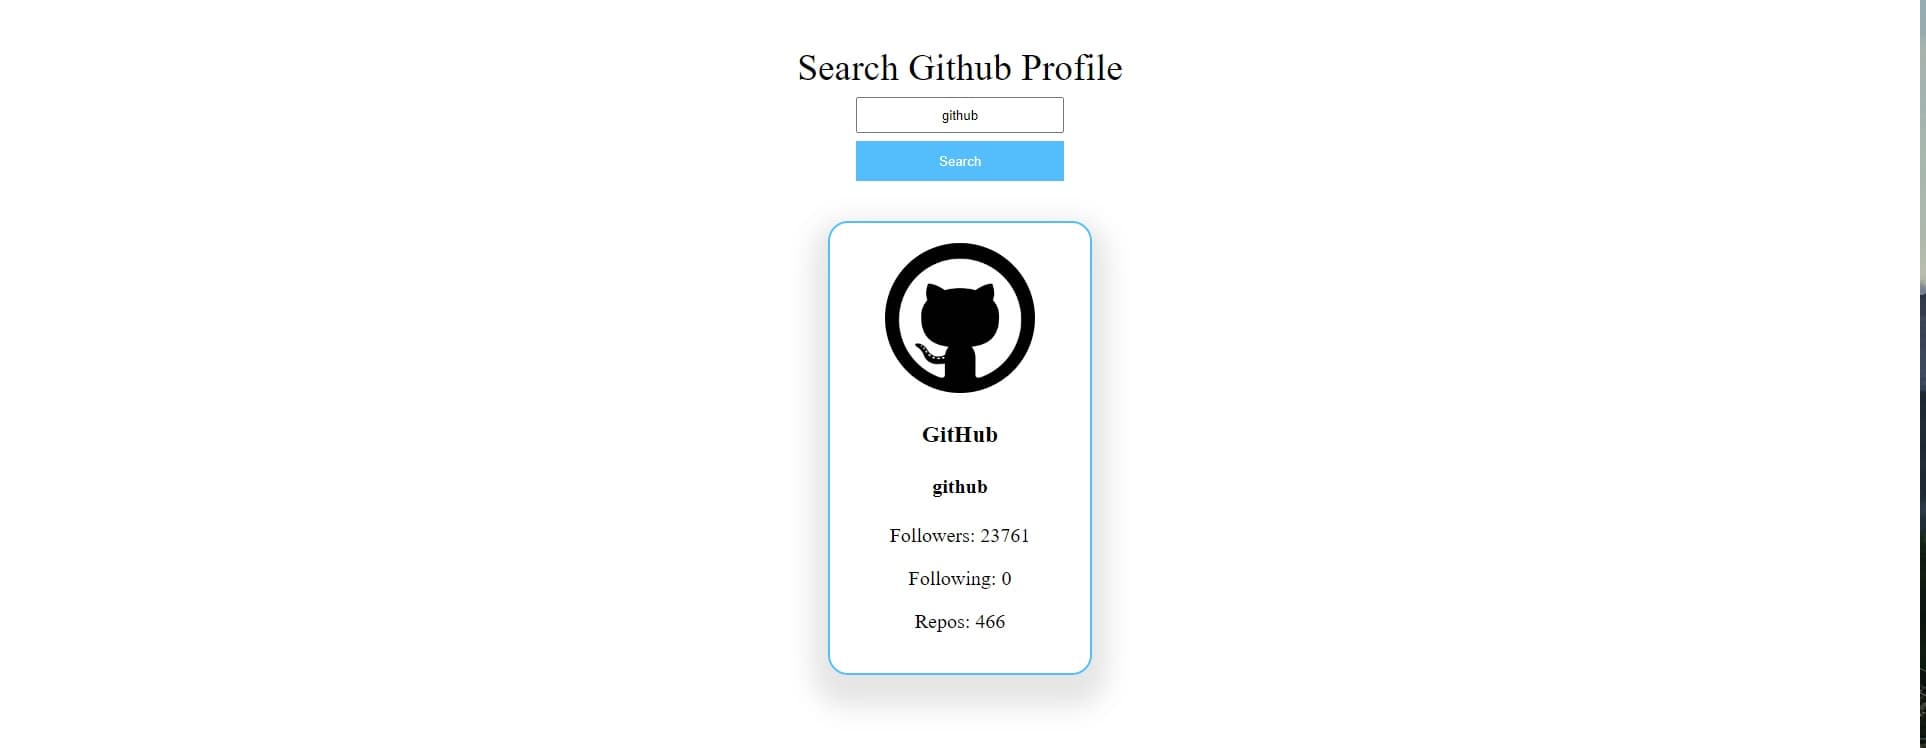 Search Github Profile
github
Search
GitHub
github
Followers: 23761
Following: 0
Repos: 466